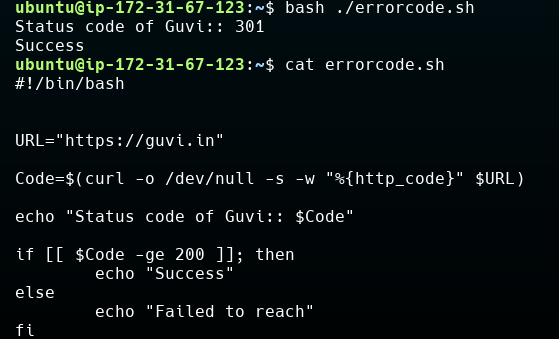 ubuntu@ip-172-31-67-123:~$ bash ./errorcode.sh
Status code of Guvi:: 301
Success
ubuntu@ip-172-31-67-123:~$ cat errorcode.sh
#!/bin/bash
URL="https://guvi.in"
Code=$(curl -o /dev/null -s -w "%{http_code}" $URL)
echo "Status code of Guvi:: $Code"
if [[ $Code -ge 200 ]]; then
        echo "Success"
else
        echo "Failed to reach"
fi